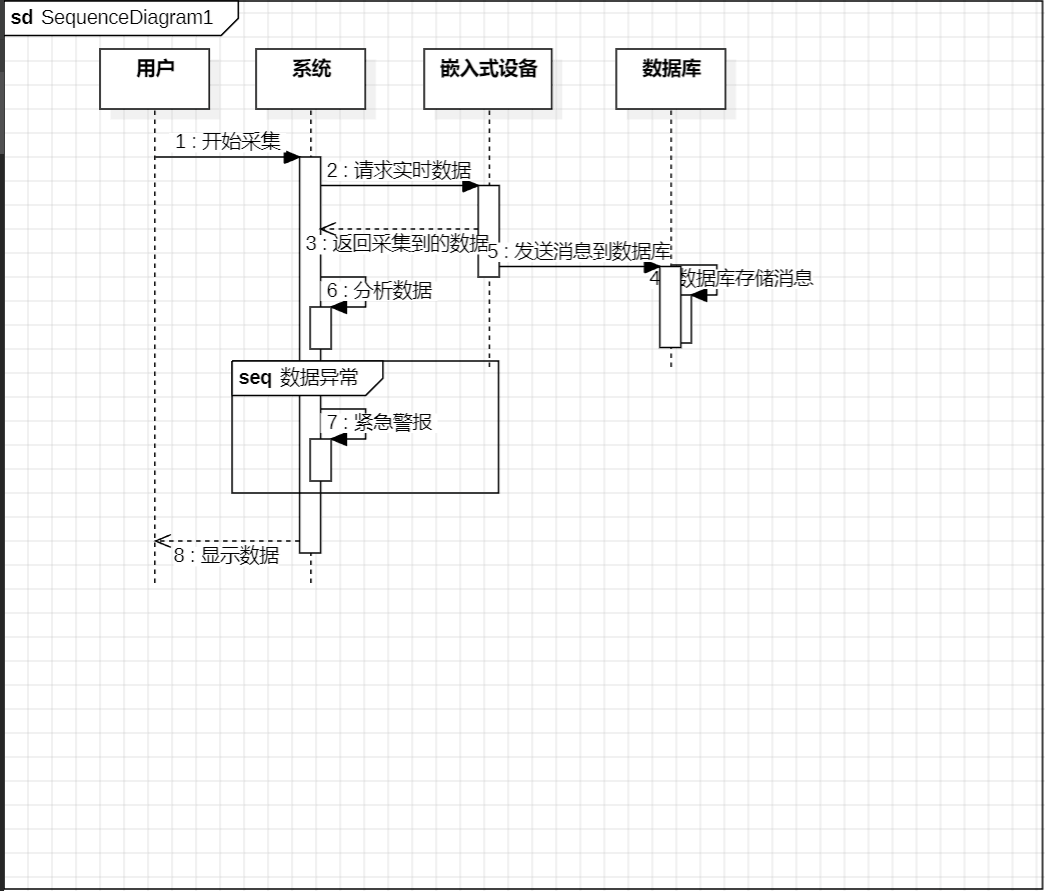 sd SequenceDiagram1
用户
系统
嵌入式设备
数据库
1 : 开始采集
2 : 请求实时数据
3 : 返回采集到的数据
5 : 发送消息到数据库
4 数据库存储消息
6 : 分析数据
seq 数据异常
7 : 紧急警报
8 : 显示数据